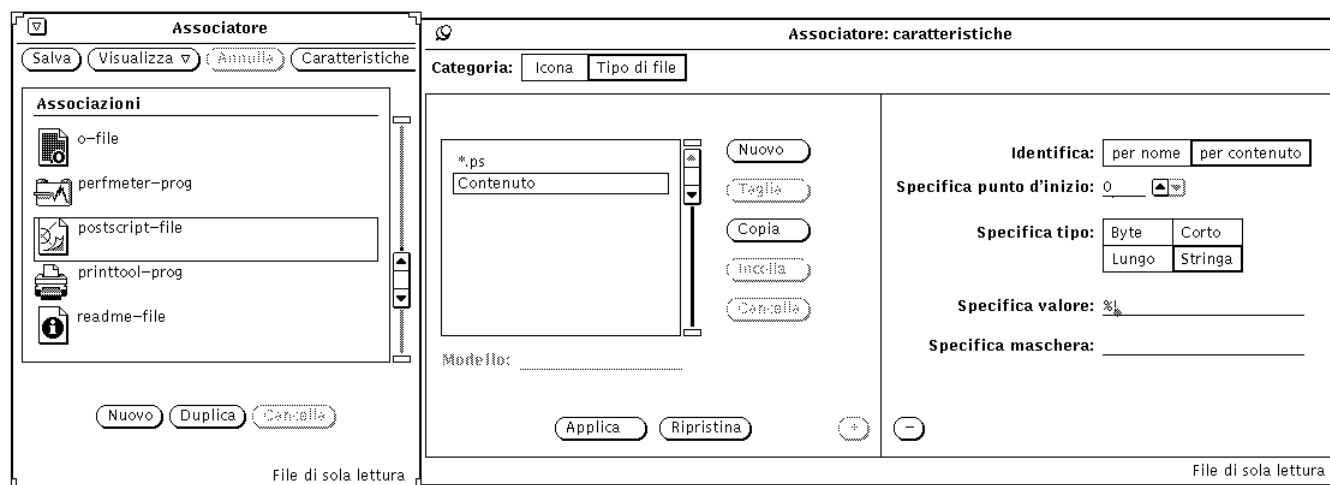 Associatore
Salva Visualizza Annulla Caratteristiche
Associazioni
o-file
perfmeter-prog
postscript-file
printtool-prog
readme-file
Nuovo Duplica Cancella
File di sola lettura
Associatore: caratteristiche
Categoria: Icona Tipo di file
*.ps
Contenuto
Nuovo
Taglia
Copia
Incolla
Cancella
Modello:
Applica Ripristina +
Identifica: per nome per contenuto
Specifica punto d'inizio: 0
Specifica tipo: Byte Corto
Lungo Stringa
Specifica valore: %!
Specifica maschera:
−
File di sola lettura